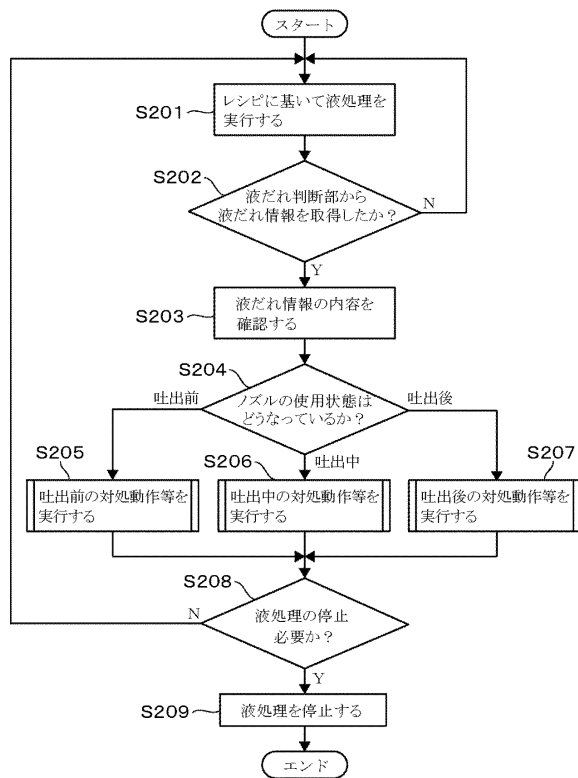 スタート
S201
レシピに基いて液処理を
実行する
S202
液だれ判断部から
液だれ情報を取得したか？
N
Y
S203
液だれ情報の内容を
確認する
S204
ノズルの使用状態は
どうなっているか？
吐出前
吐出後
吐出中
S205
吐出前の対処動作等を
実行する
S206
吐出中の対処動作等を
実行する
S207
吐出後の対処動作等を
実行する
S208
液処理の停止
必要か？
N
Y
S209
液処理を停止する
エンド